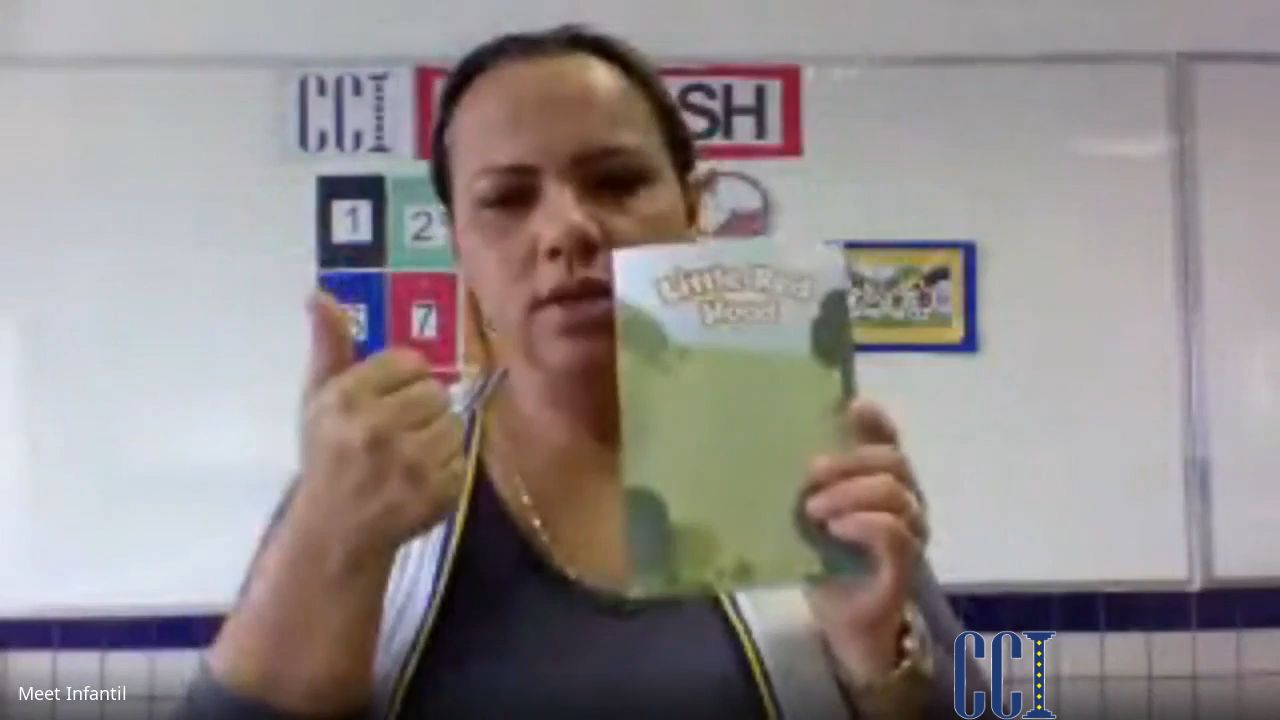 CCI
SH
1 2
7
Little Red
Hood
Meet Infantil
CCI